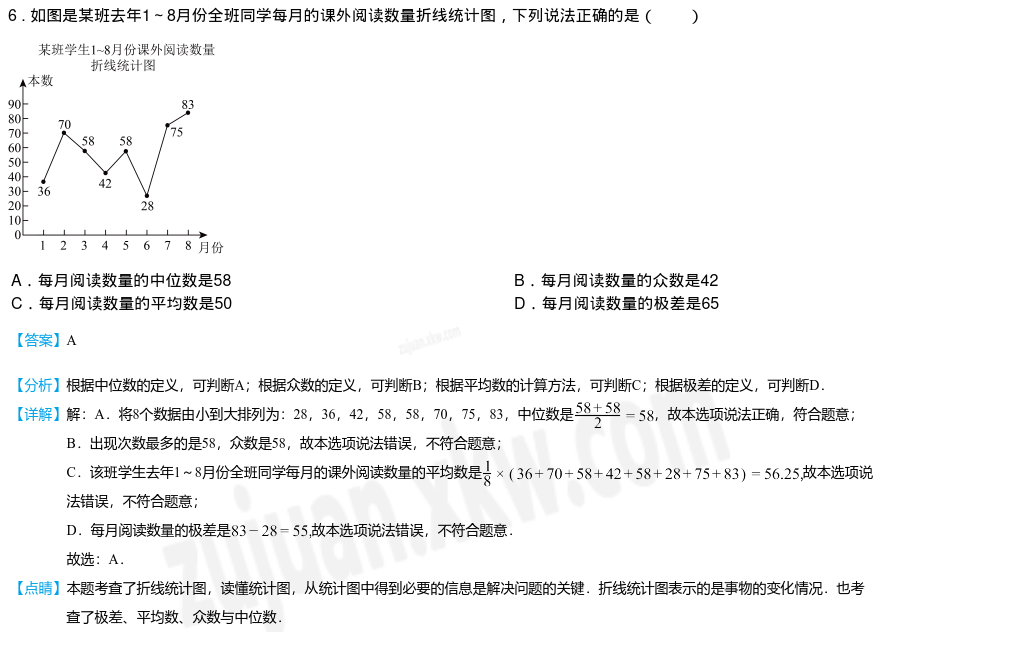 6．如图是某班去年1～8月份全班同学每月的课外阅读数量折线统计图，下列说法正确的是（　　）
某班学生1~8月份课外阅读数量
折线统计图
本数
90
80
70
60
50
40
30
20
10
0
36
70
58
42
58
28
75
83
1 2 3 4 5 6 7 8 月份
A．每月阅读数量的中位数是58 B．每月阅读数量的众数是42
C．每月阅读数量的平均数是50 D．每月阅读数量的极差是65
【答案】A
zujuan.xkw.com
【分析】根据中位数的定义，可判断A；根据众数的定义，可判断B；根据平均数的计算方法，可判断C；根据极差的定义，可判断D．
【详解】解：A．将8个数据由小到大排列为：28，36，42，58，58，70，75，83，中位数是(58+58)/2 = 58，故本选项说法正确，符合题意；
B．出现次数最多的是58，众数是58，故本选项说法错误，不符合题意；
C．该班学生去年1～8月份全班同学每月的课外阅读数量的平均数是1/8 × (36+70+58+42+58+28+75+83) = 56.25,故本选项说
法错误，不符合题意；
D．每月阅读数量的极差是83－28 = 55,故本选项说法错误，不符合题意．
故选：A．
【点睛】本题考查了折线统计图，读懂统计图，从统计图中得到必要的信息是解决问题的关键．折线统计图表示的是事物的变化情况．也考
查了极差、平均数、众数与中位数．
zujuan.xkw.com